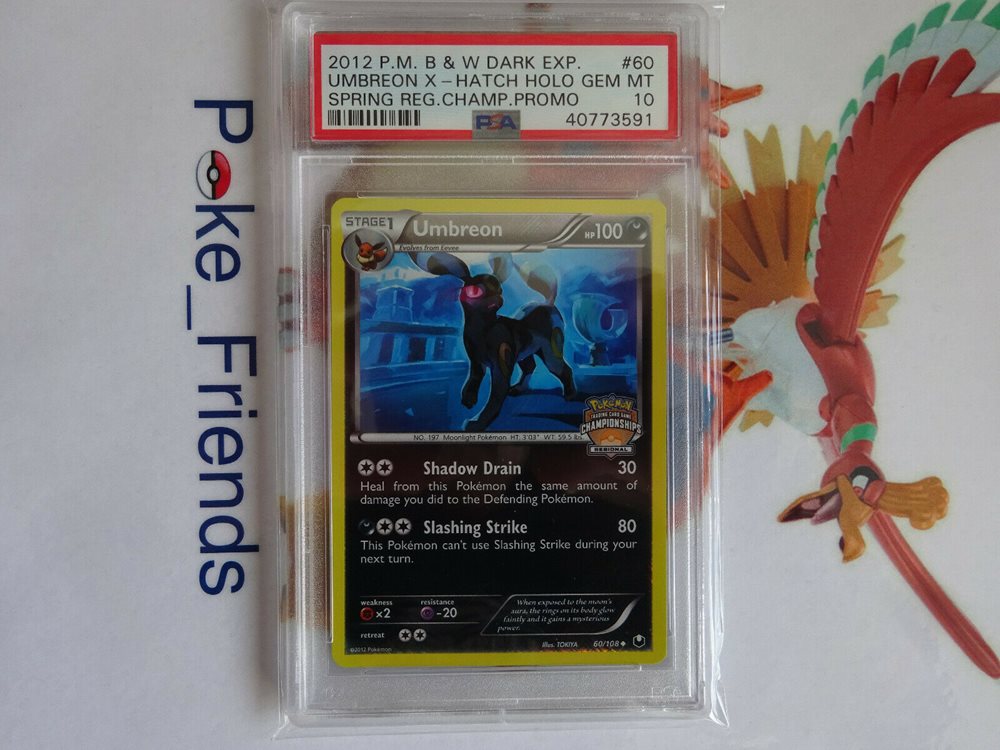 Poke_Friends
2012 P.M. B & W DARK EXP. #60
UMBREON X-HATCH HOLO GEM MT
SPRING REG.CHAMP.PROMO 10
PSA 40773591
STAGE 1 Umbreon HP 100
Evolves from Eevee
Pokémon
TRADING CARD GAME
CHAMPIONSHIPS
REGIONAL
NO. 197 Moonlight Pokémon HT. 3'03" WT. 59.5 lbs
Shadow Drain 30
Heal from this Pokémon the same amount of
damage you did to the Defending Pokémon.
Slashing Strike 80
This Pokémon can't use Slashing Strike during your
next turn.
weakness resistance
×2 -20
retreat
When exposed to the moon's
aura, the rings on its body glow
faintly and it gains a mysterious
power.
Illus. TOKIYA 60/108
©2012 Pokémon